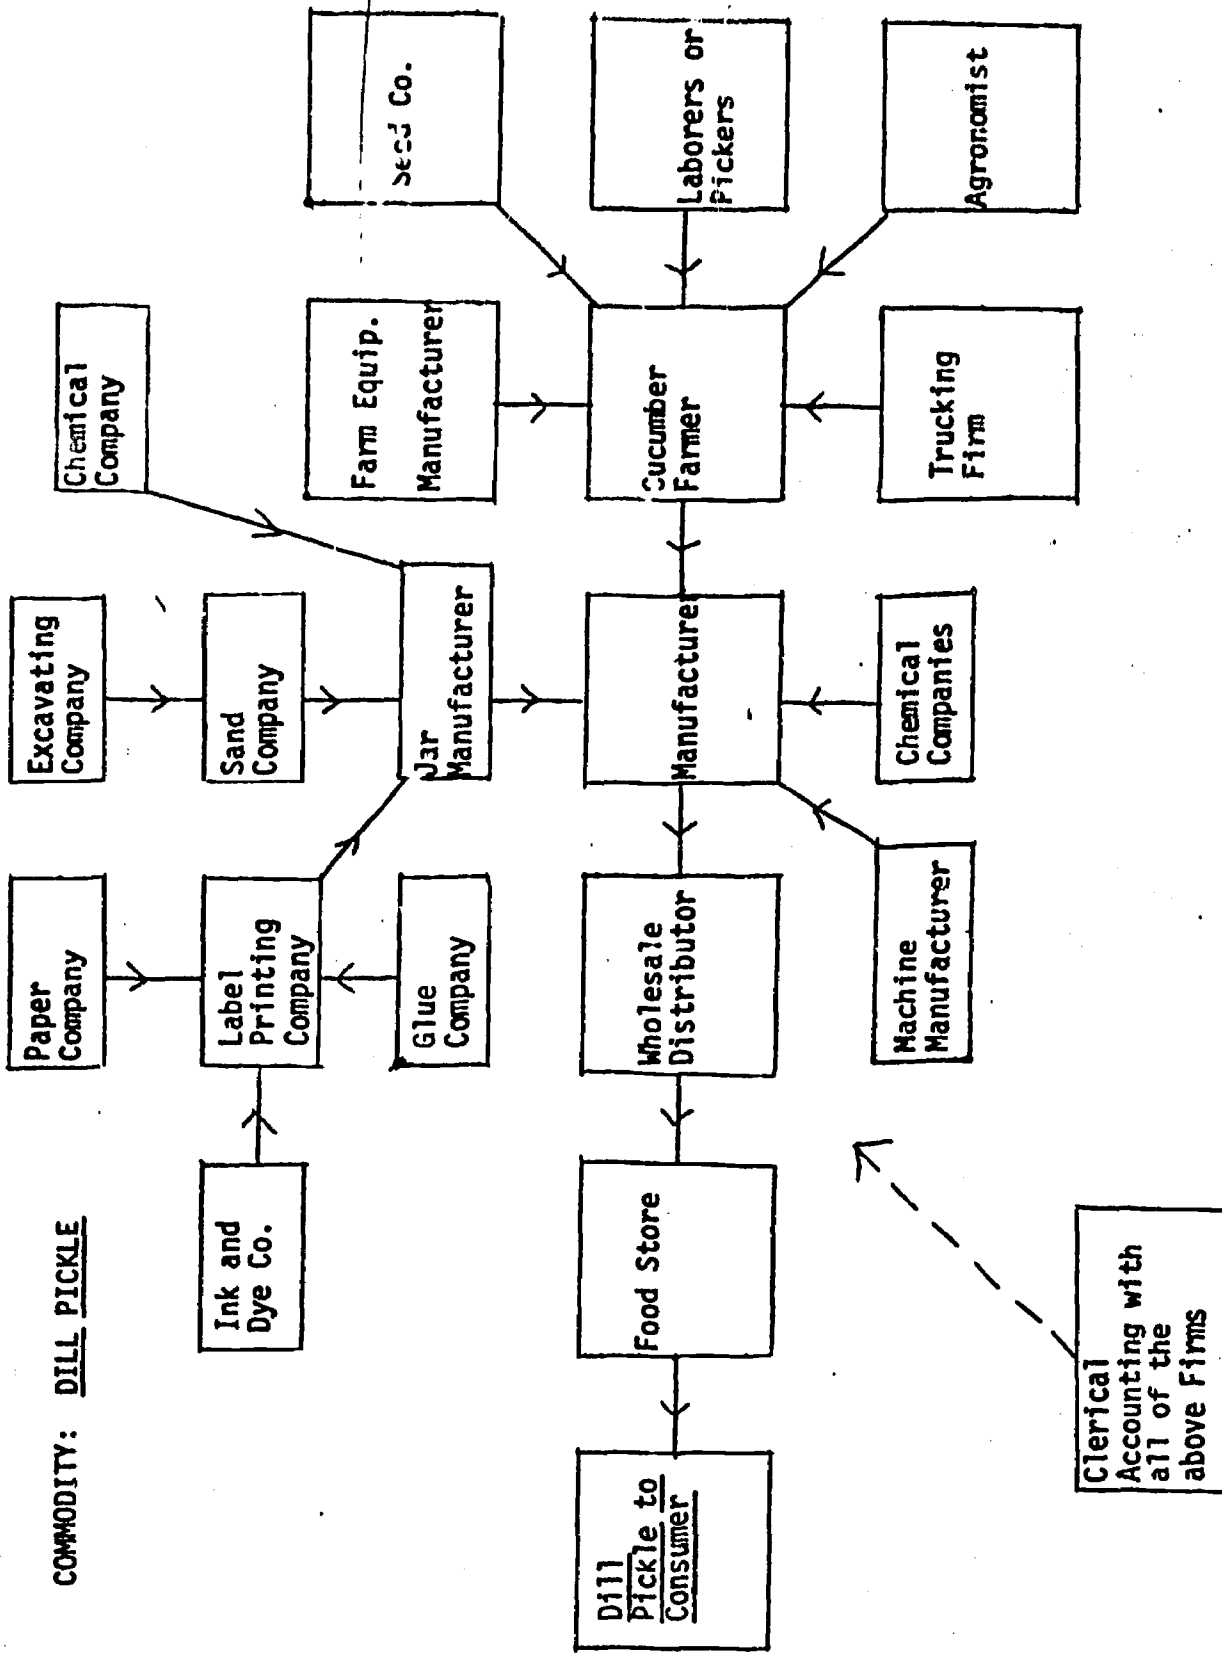 COMMODITY: DILL PICKLE
Paper
Company
Excavating
Company
Chemical
Company
Ink and
Dye Co.
Label
Printing
Company
Sand
Company
Glue
Company
Jar
Manufacturer
Farm Equip.
Manufacturer
Seed Co.
Dill
Pickle to
Consumer
Food Store
Wholesale
Distributor
Manufacturer
Cucumber
Farmer
Laborers or
Pickers
Machine
Manufacturer
Chemical
Companies
Trucking
Firm
Agronomist
Clerical
Accounting with
all of the
above Firms